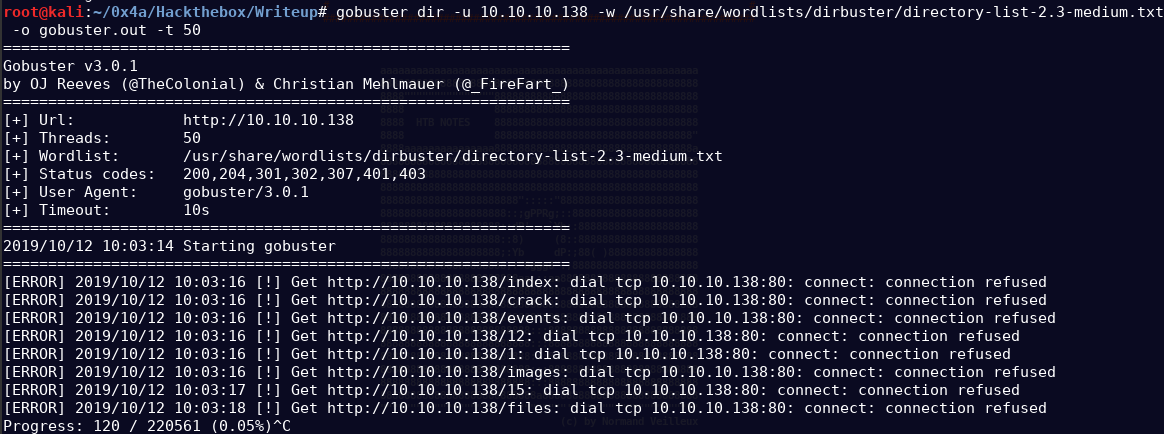 root@kali:~/0x4a/Hackthebox/Writeup# gobuster dir -u 10.10.10.138 -w /usr/share/wordlists/dirbuster/directory-list-2.3-medium.txt
 -o gobuster.out -t 50
===============================================================
Gobuster v3.0.1
by OJ Reeves (@TheColonial) & Christian Mehlmauer (@_FireFart_)
===============================================================
[+] Url:            http://10.10.10.138
[+] Threads:        50
[+] Wordlist:       /usr/share/wordlists/dirbuster/directory-list-2.3-medium.txt
[+] Status codes:   200,204,301,302,307,401,403
[+] User Agent:     gobuster/3.0.1
[+] Timeout:        10s
===============================================================
2019/10/12 10:03:14 Starting gobuster
===============================================================
[ERROR] 2019/10/12 10:03:16 [!] Get http://10.10.10.138/index: dial tcp 10.10.10.138:80: connect: connection refused
[ERROR] 2019/10/12 10:03:16 [!] Get http://10.10.10.138/crack: dial tcp 10.10.10.138:80: connect: connection refused
[ERROR] 2019/10/12 10:03:16 [!] Get http://10.10.10.138/events: dial tcp 10.10.10.138:80: connect: connection refused
[ERROR] 2019/10/12 10:03:16 [!] Get http://10.10.10.138/12: dial tcp 10.10.10.138:80: connect: connection refused
[ERROR] 2019/10/12 10:03:16 [!] Get http://10.10.10.138/1: dial tcp 10.10.10.138:80: connect: connection refused
[ERROR] 2019/10/12 10:03:16 [!] Get http://10.10.10.138/images: dial tcp 10.10.10.138:80: connect: connection refused
[ERROR] 2019/10/12 10:03:17 [!] Get http://10.10.10.138/15: dial tcp 10.10.10.138:80: connect: connection refused
[ERROR] 2019/10/12 10:03:18 [!] Get http://10.10.10.138/files: dial tcp 10.10.10.138:80: connect: connection refused
Progress: 120 / 220561 (0.05%)^C
HTB NOTES
(c) by Normand Veilleux